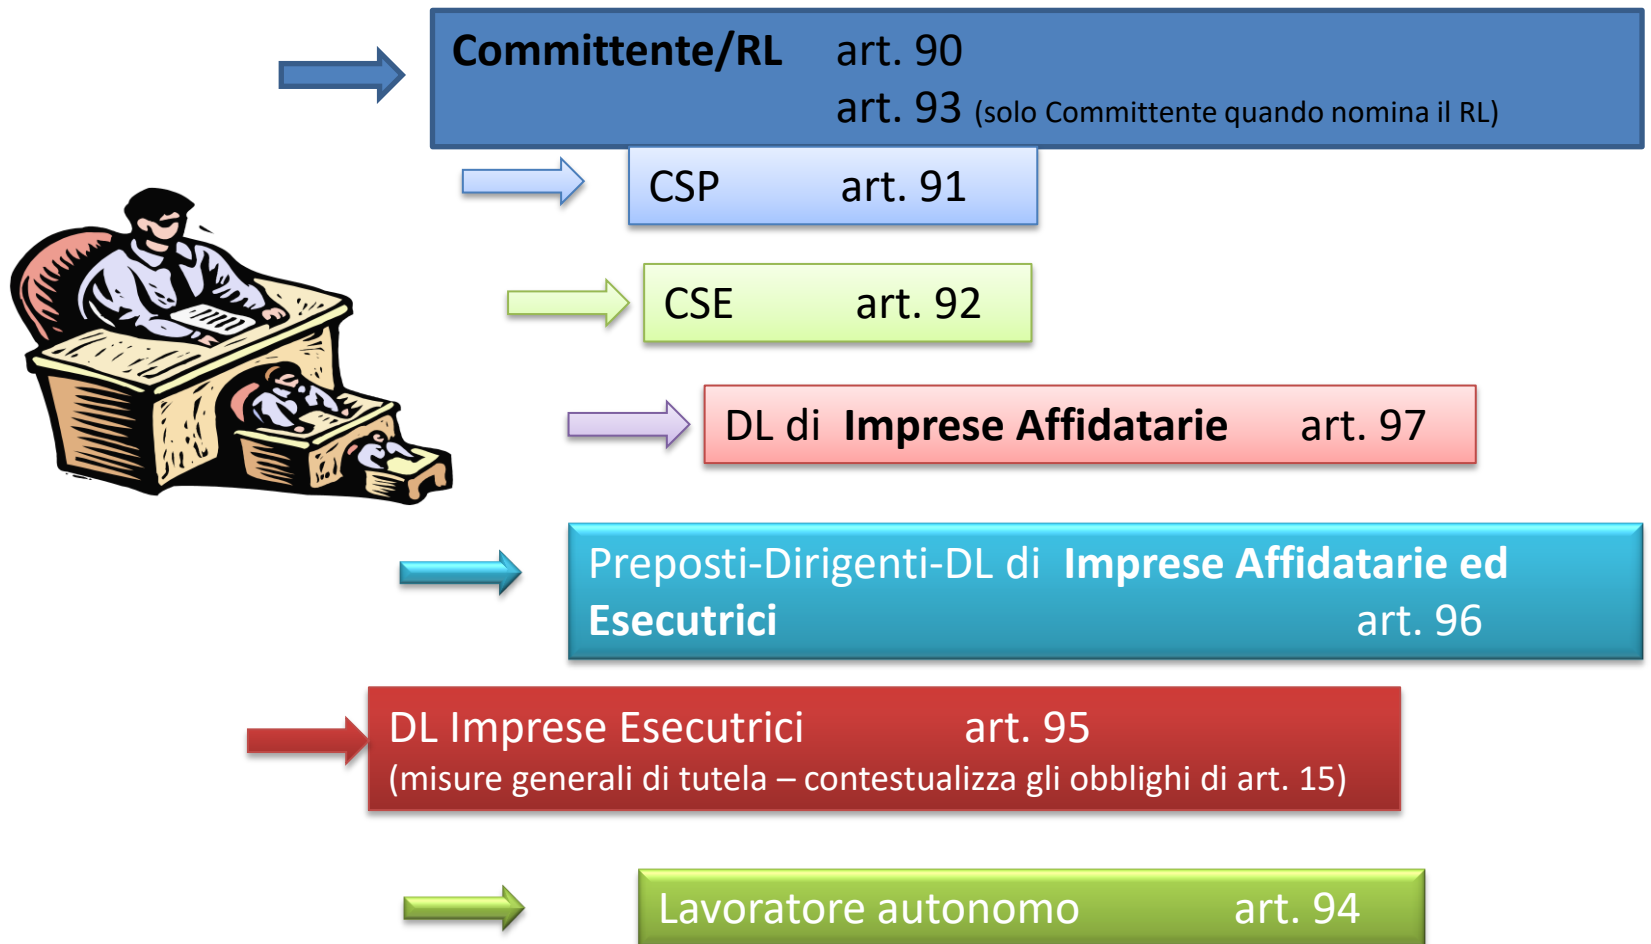 Committente/RL art. 90
art. 93 (solo Committente quando nomina il RL)
CSP art. 91
CSE art. 92
DL di Imprese Affidatarie art. 97
Preposti-Dirigenti-DL di Imprese Affidatarie ed
Esecutrici art. 96
DL Imprese Esecutrici art. 95
(misure generali di tutela – contestualizza gli obblighi di art. 15)
Lavoratore autonomo art. 94